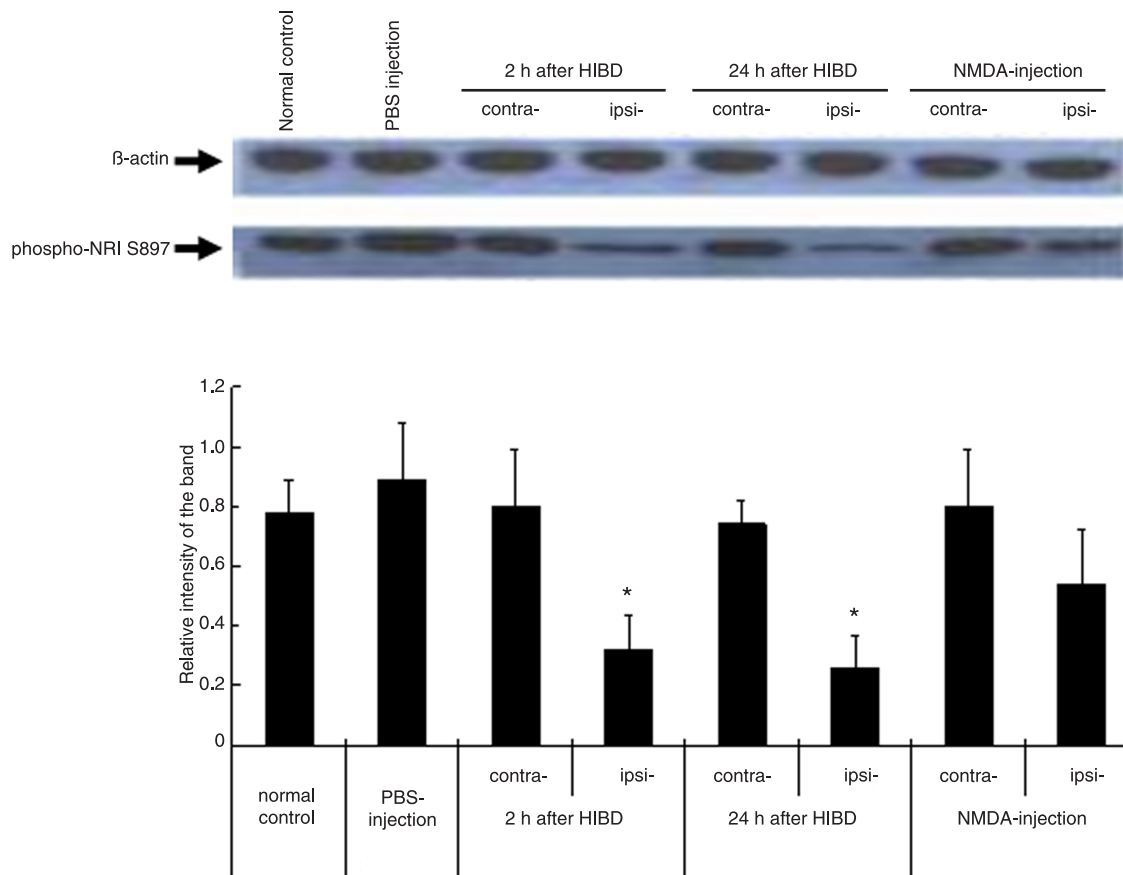 Normal control
PBS injection
2 h after HIBD
24 h after HIBD
NMDA-injection
contra-
ipsi-
contra-
ipsi-
contra-
ipsi-
ß-actin
phospho-NRI S897
Relative intensity of the band
1.2
1.0
0.8
0.6
0.4
0.2
0
*
*
normal
control
PBS-
injection
contra-
ipsi-
contra-
ipsi-
contra-
ipsi-
2 h after HIBD
24 h after HIBD
NMDA-injection